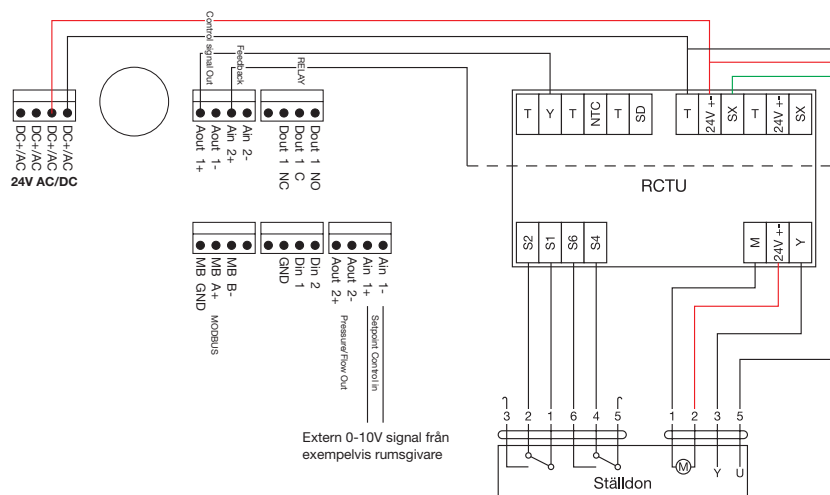 Control signal Out
Feedback
RELAY
DC+/AC
DC+/AC
DC+/AC
DC+/AC
24V AC/DC
Aout 1+
Aout 1-
Ain 2+
Ain 2-
Dout 1 NC
Dout 1 C
Dout 1 NO
T
Y
T
NTC
T
SD
T
24V +-
SX
T
24V +-
SX
RCTU
S2
S1
S6
S4
M
24V +-
Y
MB GND
MB A+
MB B-
MODBUS
GND
Din 1
Din 2
Aout 2+
Aout 2-
Ain 1+
Ain 1-
Pressure/Flow Out
Setpoint Control in
Extern 0-10V signal från
exempelvis rumsgivare
3 2 1 6 4 5
1 2 3 5
M Y U
Ställdon